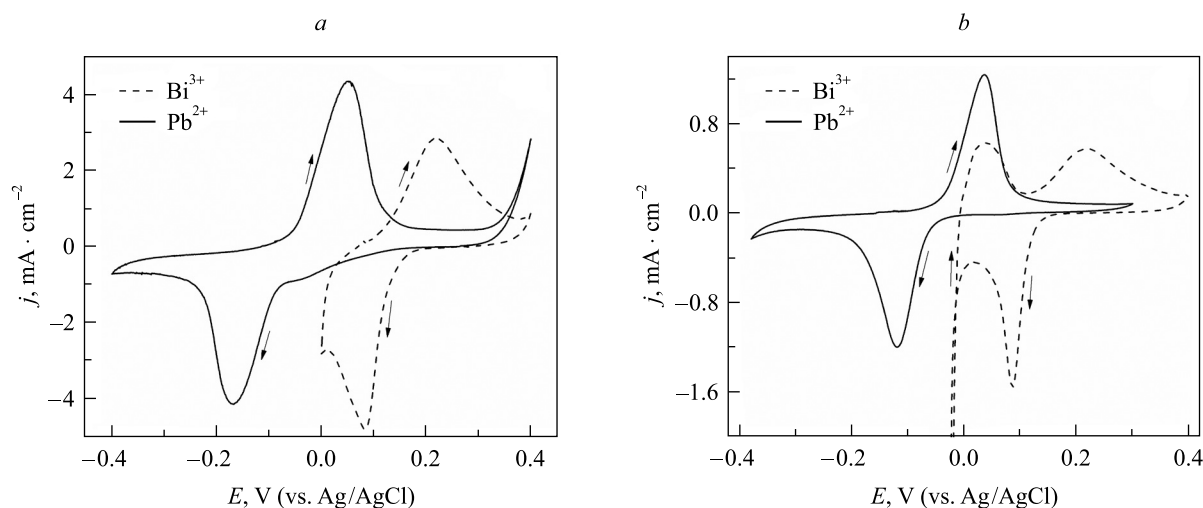 a
Bi³⁺
Pb²⁺
4
2
0
−2
−4
j, mA · cm⁻²
−0.4
−0.2
0.0
0.2
0.4
E, V (vs. Ag/AgCl)
b
Bi³⁺
Pb²⁺
0.8
0.0
−0.8
−1.6
j, mA · cm⁻²
−0.4
−0.2
0.0
0.2
0.4
E, V (vs. Ag/AgCl)